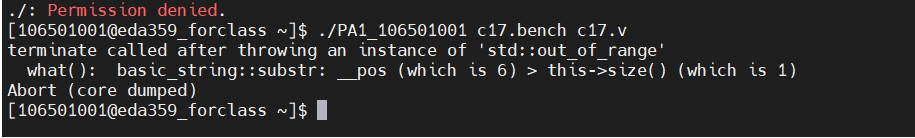 ./: Permission denied.
[106501001@eda359_forclass ~]$ ./PA1_106501001 c17.bench c17.v
terminate called after throwing an instance of 'std::out_of_range'
  what():  basic_string::substr: __pos (which is 6) > this->size() (which is 1)
Abort (core dumped)
[106501001@eda359_forclass ~]$